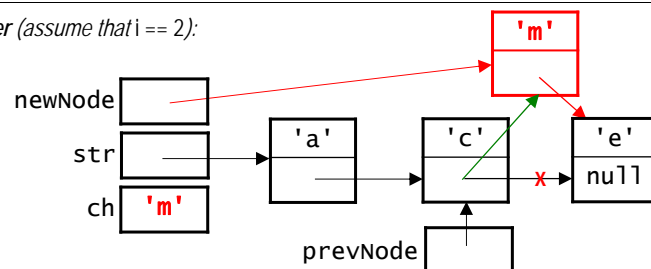 er (assume that i == 2):
'm'
newNode
'a'
'c'
'e'
str
x
null
ch
'm'
prevNode